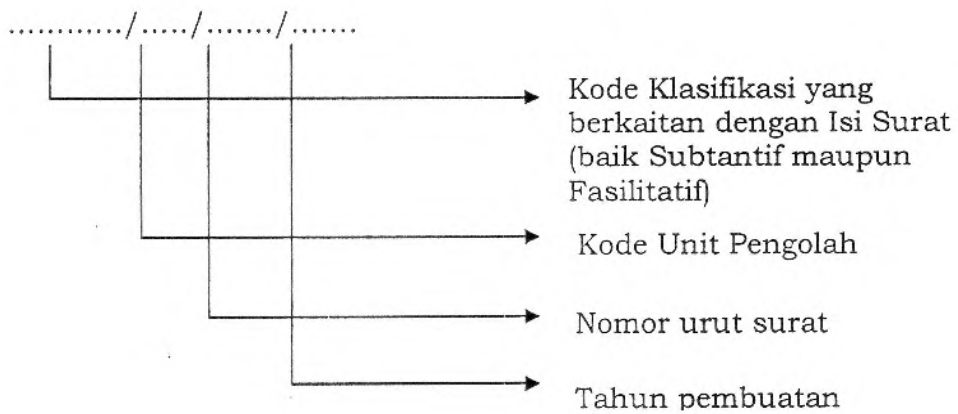 ............/...../......./.......
Kode Klasifikasi yang
berkaitan dengan Isi Surat
(baik Subtantif maupun
Fasilitatif)
Kode Unit Pengolah
Nomor urut surat
Tahun pembuatan